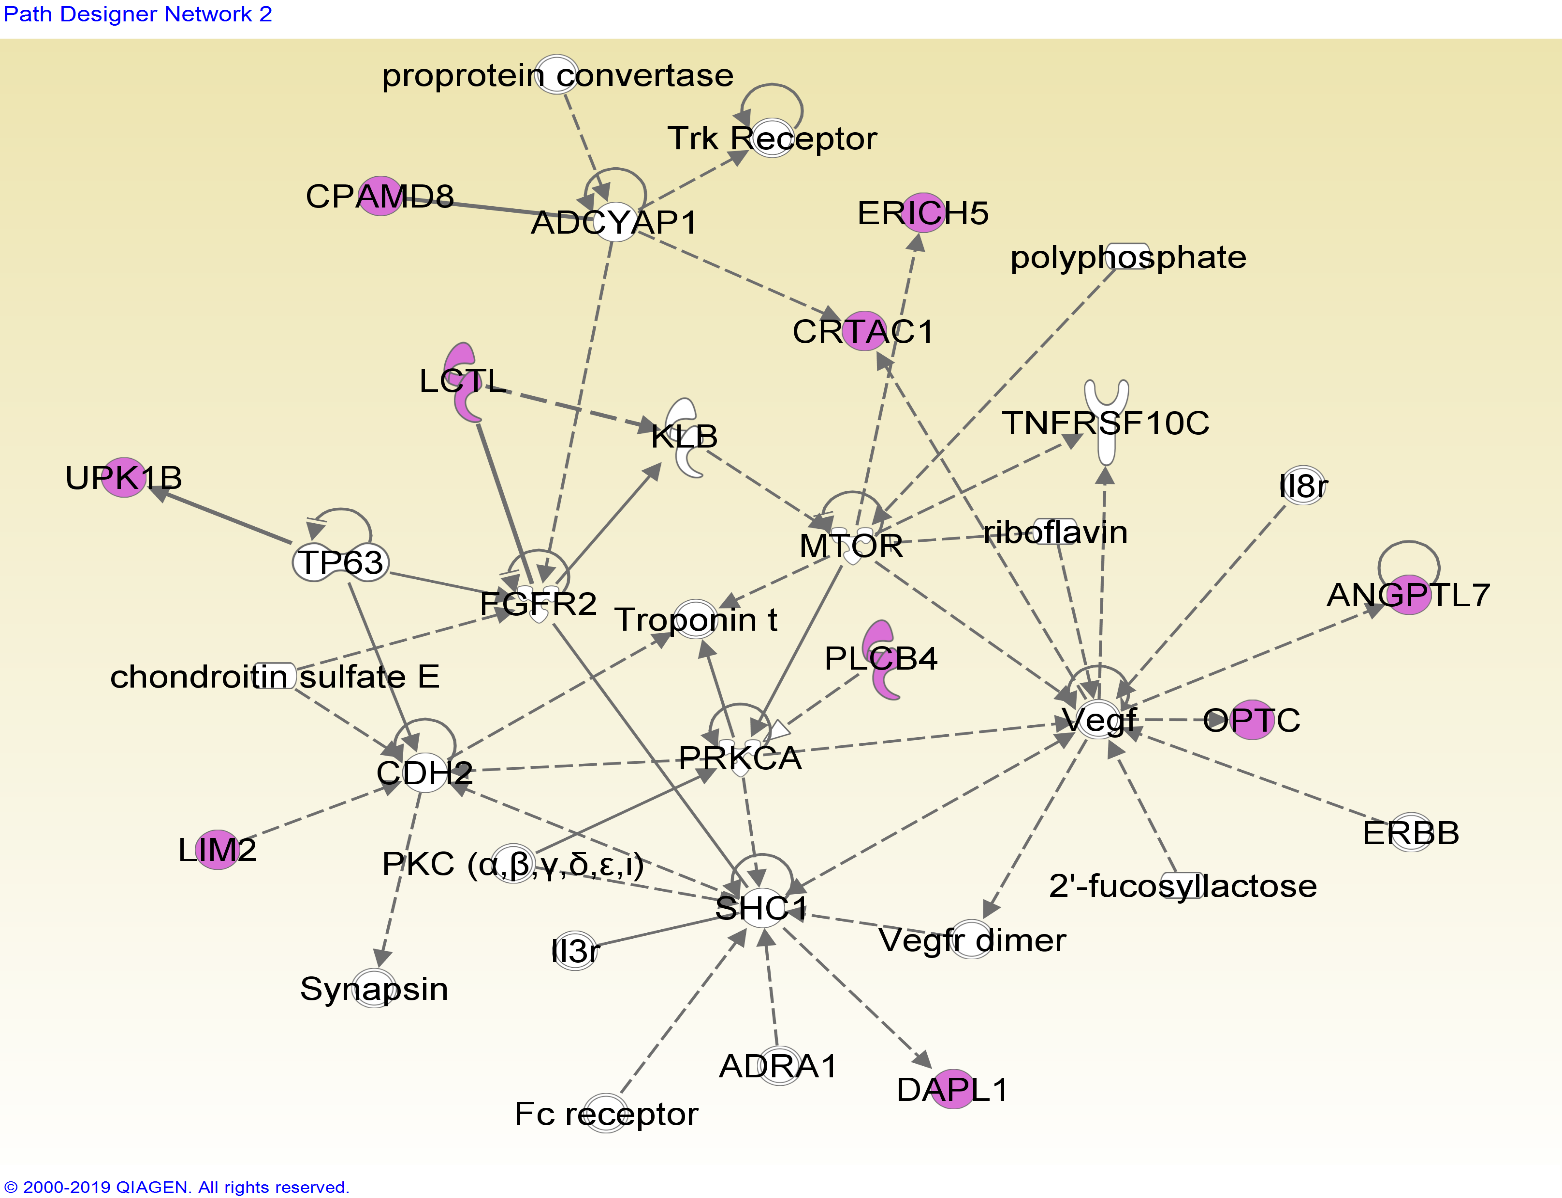 Path Designer Network 2
proprotein convertase
Trk Receptor
CPAMD8
ADCYAP1
ERICH5
polyphosphate
CRTAC1
LCTL
KLB
TNFRSF10C
UPK1B
Il8r
riboflavin
MTOR
TP63
FGFR2
Troponin t
ANGPTL7
PLCB4
chondroitin sulfate E
Vegf
OPTC
PRKCA
CDH2
ERBB
LIM2
PKC (α,β,γ,δ,ε,ι)
2'-fucosyllactose
SHC1
Vegfr dimer
Il3r
Synapsin
ADRA1
DAPL1
Fc receptor
© 2000-2019 QIAGEN. All rights reserved.